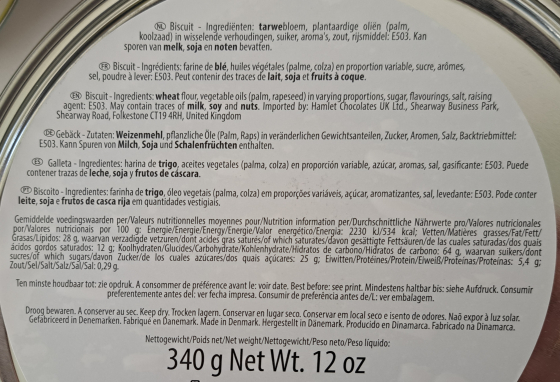 NL Biscuit - Ingrediënten: tarwebloem, plantaardige oliën (palm,
koolzaad) in wisselende verhoudingen, suiker, aroma's, zout, rijsmiddel: E503. Kan
sporen van melk, soja en noten bevatten.
FR Biscuit - Ingrédients: farine de blé, huiles végétales (palme, colza) en proportion variable, sucre, arômes,
sel, poudre à lever: E503. Peut contenir des traces de lait, soja et fruits à coque.
EN Biscuit - Ingredients: wheat flour, vegetable oils (palm, rapeseed) in varying proportions, sugar, flavourings, salt, raising
agent: E503. May contain traces of milk, soy and nuts. Imported by: Hamlet Chocolates UK Ltd., Shearway Business Park,
Shearway Road, Folkestone CT19 4RH, United Kingdom
DE Gebäck - Zutaten: Weizenmehl, pflanzliche Öle (Palm, Raps) in veränderlichen Gewichtsanteilen, Zucker, Aromen, Salz, Backtriebmittel:
E503. Kann Spuren von Milch, Soja und Schalenfrüchten enthalten.
ES Galleta - Ingredientes: harina de trigo, aceites vegetales (palma, colza) en proporción variable, azúcar, aromas, sal, gasificante: E503. Puede
contener trazas de leche, soja y frutos de cáscara.
PT Biscoito - Ingredientes: farinha de trigo, óleo vegetais (palma, colza) em proporções variáveis, açúcar, aromatizantes, sal, levedante: E503. Pode conter
leite, soja e frutos de casca rija em quantidades vestigiais.
Gemiddelde voedingswaarden per/Valeurs nutritionnelles moyennes pour/Nutrition information per/Durchschnittliche Nährwerte pro/Valores nutricionales
por/Valores nutricionais por 100 g: Energie/Energie/Energy/Energie/Valor energético/Energia: 2230 kJ/534 kcal; Vetten/Matières grasses/Fat/Fett/
Grasas/Lipidos: 28 g, waarvan verzadigde vetzuren/dont acides gras saturés/of which saturates/davon gesättigte Fettsäuren/de las cuales saturadas/dos quais
ácidos gordos saturados: 12 g; Koolhydraten/Glucides/Carbohydrate/Kohlenhydrate/Hidratos de carbono/Hidratos de carbono: 64 g, waarvan suikers/dont
sucres/of which sugars/davon Zucker/de los cuales azúcares/dos quais açúcares: 25 g; Eiwitten/Protéines/Protein/Eiweiß/Proteínas/Proteínas: 5,4 g;
Zout/Sel/Salt/Salz/Sal/Sal: 0,29 g.
Ten minste houdbaar tot: zie opdruk. A consommer de préférence avant le: voir date. Best before: see print. Mindestens haltbar bis: siehe Aufdruck. Consumir
preferentemente antes del: ver fecha impresa. Consumir de preferência antes de/L: ver embalagem.
Droog bewaren. A conserver au sec. Keep dry. Trocken lagern. Conservar en lugar seco. Conservar em local seco e isento de odores. Naõ expor à luz solar.
Gefabriceerd in Denemarken. Fabriqué en Danemark. Made in Denmark. Hergestellt in Dänemark. Producido en Dinamarca. Fabricado na Dinamarca.
Nettogewicht/Poids net/Net weight/Nettogewicht/Peso neto/Peso líquido:
340 g Net Wt. 12 oz